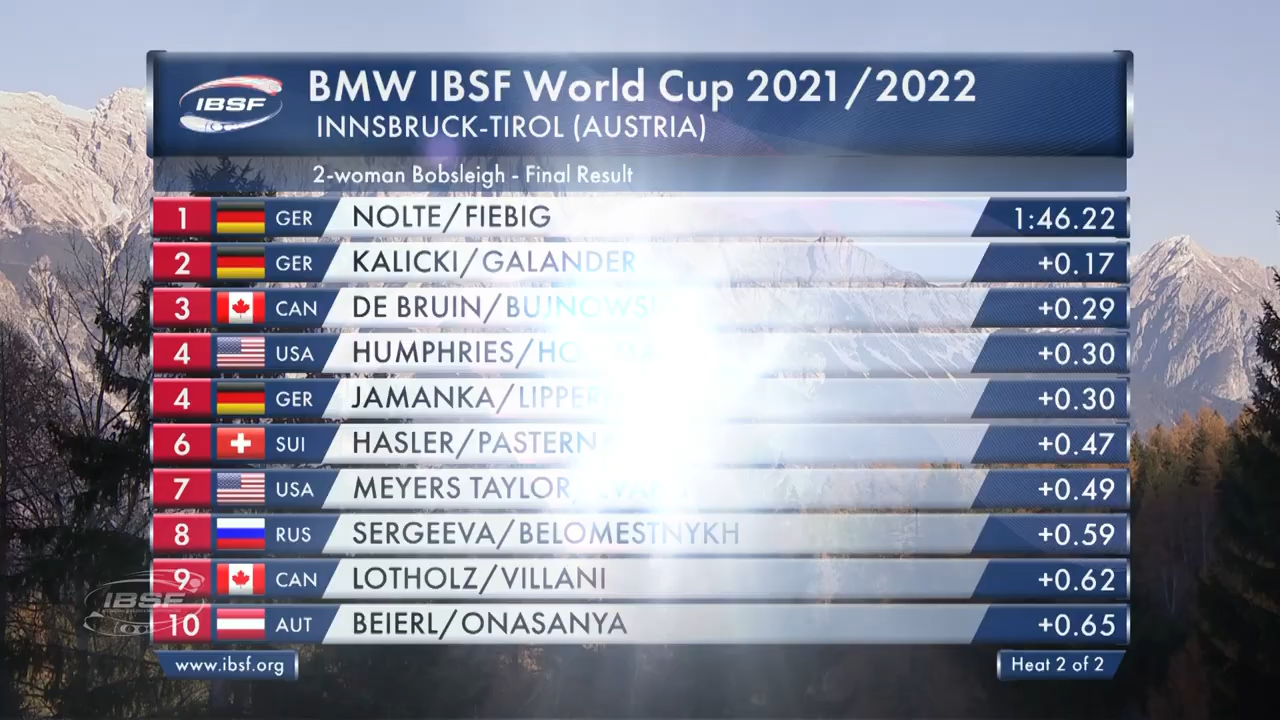 IBSF
BMW IBSF World Cup 2021/2022
INNSBRUCK-TIROL (AUSTRIA)
2-woman Bobsleigh - Final Result
1 GER NOLTE/FIEBIG 1:46.22
2 GER KALICKI/GALANDER +0.17
3 CAN DE BRUIN/ +0.29
4 USA HUMPHRIES/ +0.30
4 GER JAMANKA/ +0.30
6 SUI HASLER/ +0.47
7 USA MEYERS TAYLOR/ +0.49
8 RUS SERGEEVA/BELOMESTNYKH +0.59
9 CAN LOTHOLZ/VILLANI +0.62
10 AUT BEIERL/ONASANYA +0.65
IBSF
www.ibsf.org Heat 2 of 2